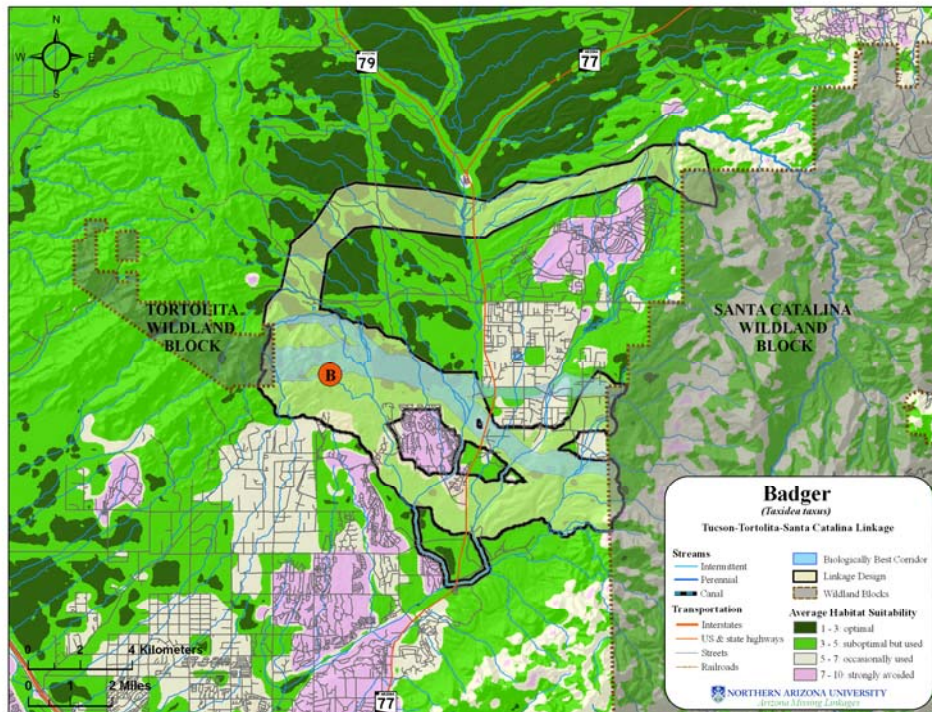 N
W E
S
ARIZONA
79
ARIZONA
77
TORTOLITA
WILDLAND
BLOCK
SANTA CATALINA
WILDLAND
BLOCK
B
Badger
(Taxidea taxus)
Tucson-Tortolita-Santa Catalina Linkage
Streams
Intermittent
Perennial
Canal
Transportation
Interstates
US & state highways
Streets
Railroads
Biologically Best Corridor
Linkage Design
Wildland Blocks
Average Habitat Suitability
1 - 3: optimal
3 - 5: suboptimal but used
5 - 7: occasionally used
7 - 10: strongly avoided
NORTHERN ARIZONA UNIVERSITY
Arizona Missing Linkages
0 2 4 Kilometers
0 1 2 Miles
ARIZONA
77